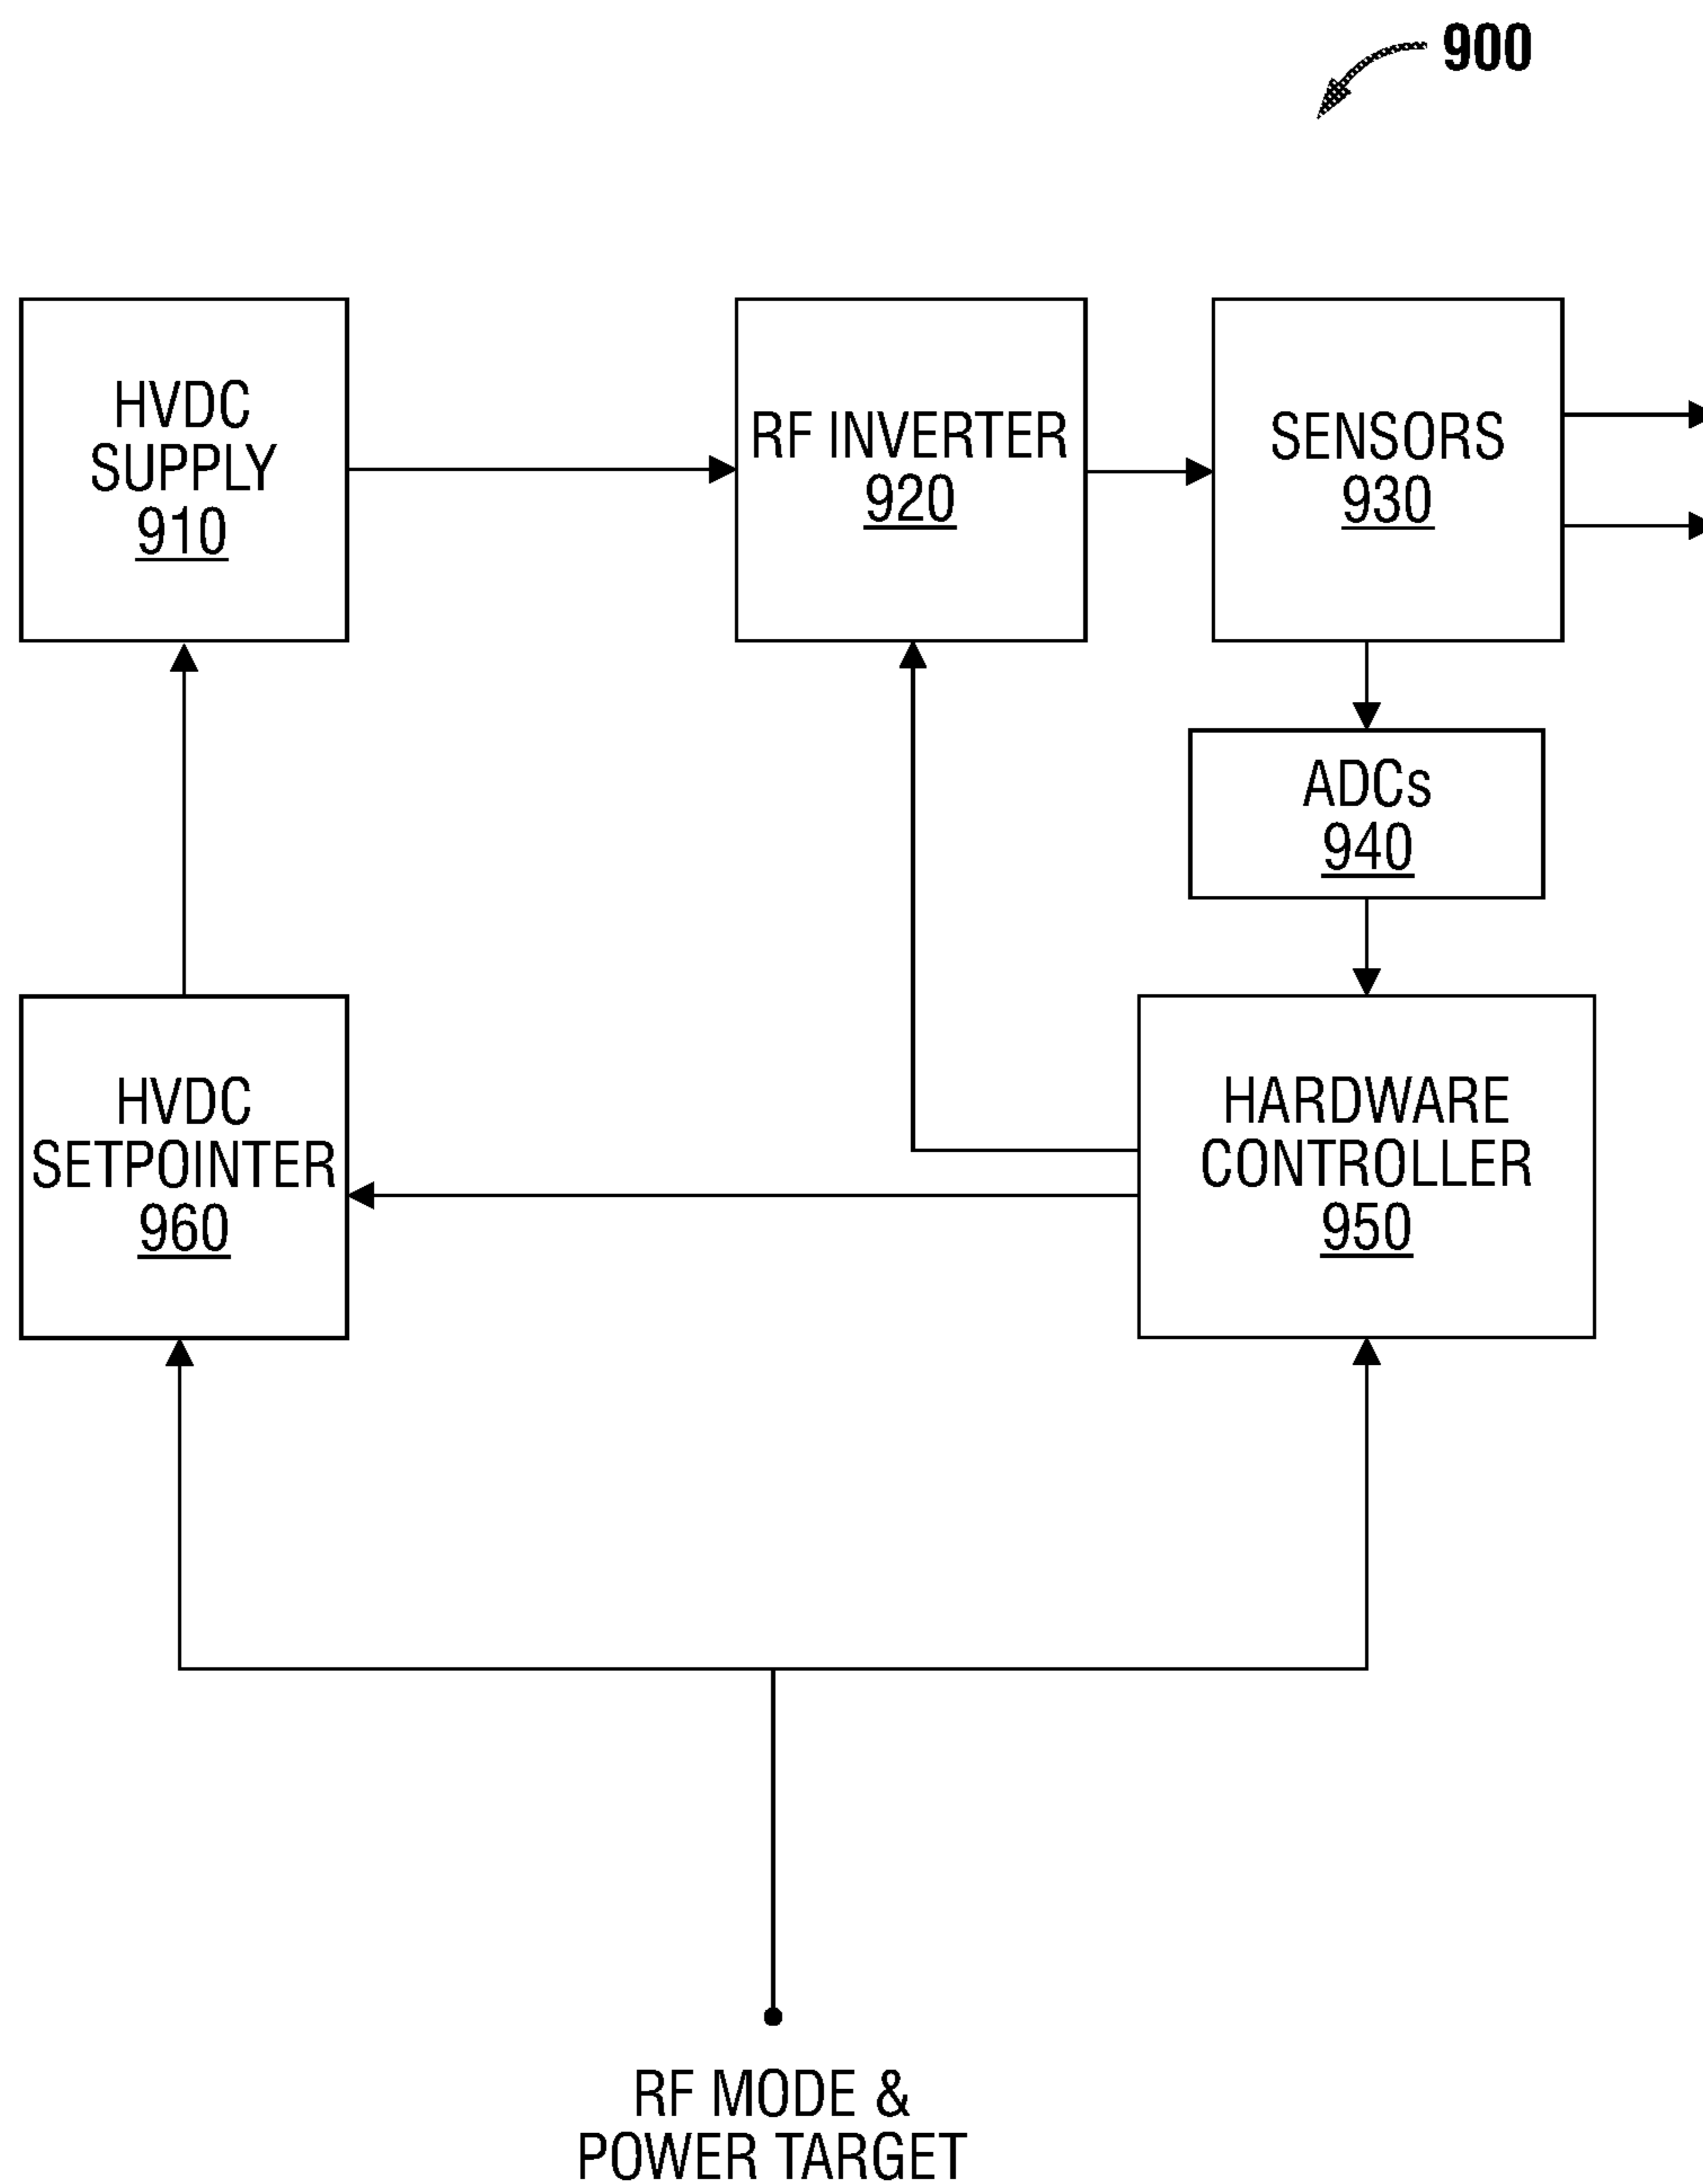 900
HVDC
SUPPLY
910
RF INVERTER
920
SENSORS
930
ADCs
940
HVDC
SETPOINTER
960
HARDWARE
CONTROLLER
950
RF MODE &
POWER TARGET